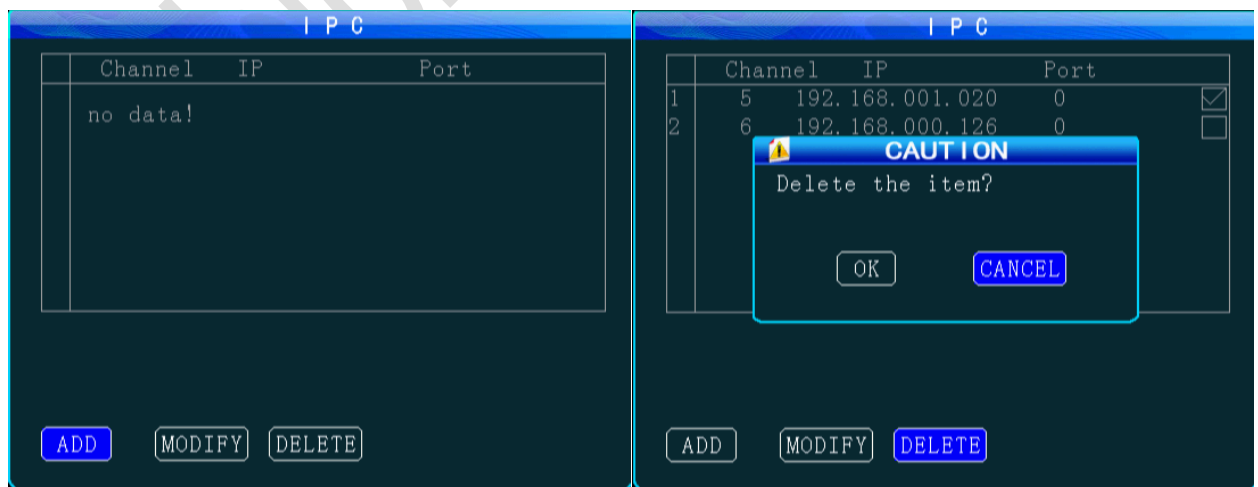 IPC
Channel IP Port
no data!
ADD MODIFY DELETE
IPC
Channel IP Port
1 5 192.168.001.020 0
2 6 192.168.000.126 0
CAUTION
Delete the item?
OK CANCEL
ADD MODIFY DELETE